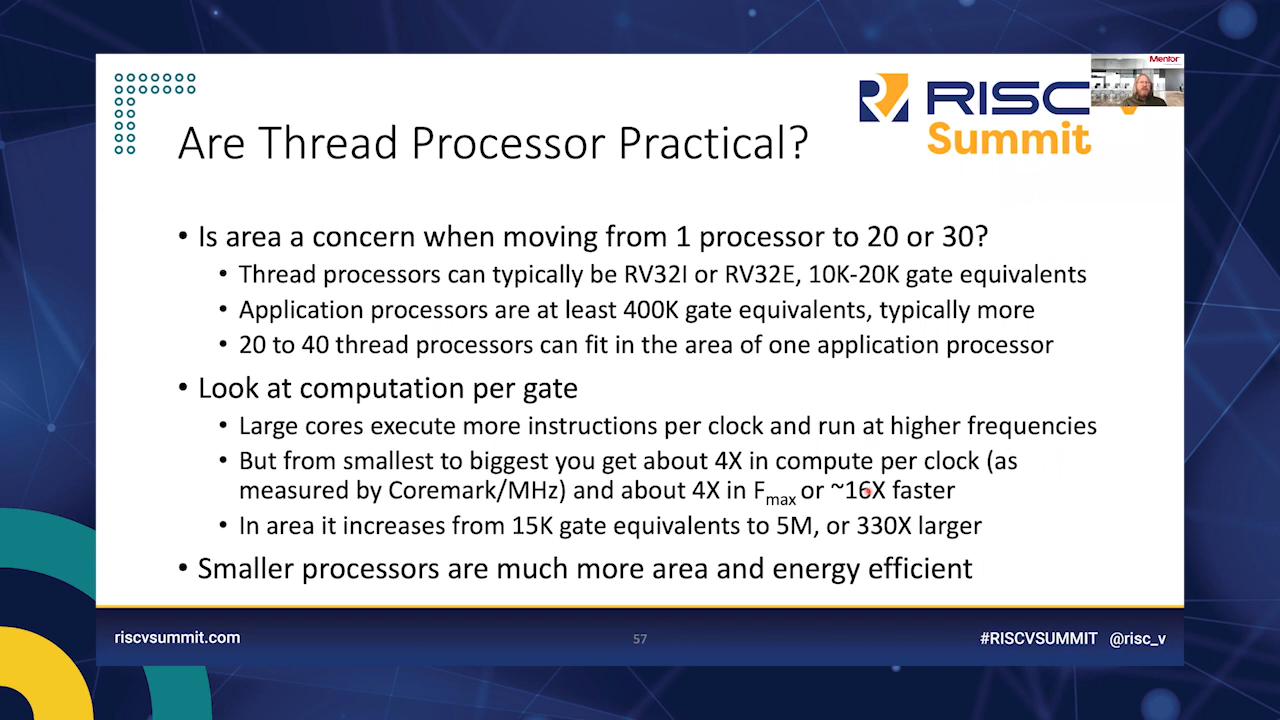 Mentor
RISC
Summit
Are Thread Processor Practical?
• Is area a concern when moving from 1 processor to 20 or 30?
• Thread processors can typically be RV32I or RV32E, 10K-20K gate equivalents
• Application processors are at least 400K gate equivalents, typically more
• 20 to 40 thread processors can fit in the area of one application processor
• Look at computation per gate
• Large cores execute more instructions per clock and run at higher frequencies
• But from smallest to biggest you get about 4X in compute per clock (as
measured by Coremark/MHz) and about 4X in Fmax or ~16X faster
• In area it increases from 15K gate equivalents to 5M, or 330X larger
• Smaller processors are much more area and energy efficient
riscvsummit.com
57
#RISCVSUMMIT @risc_v